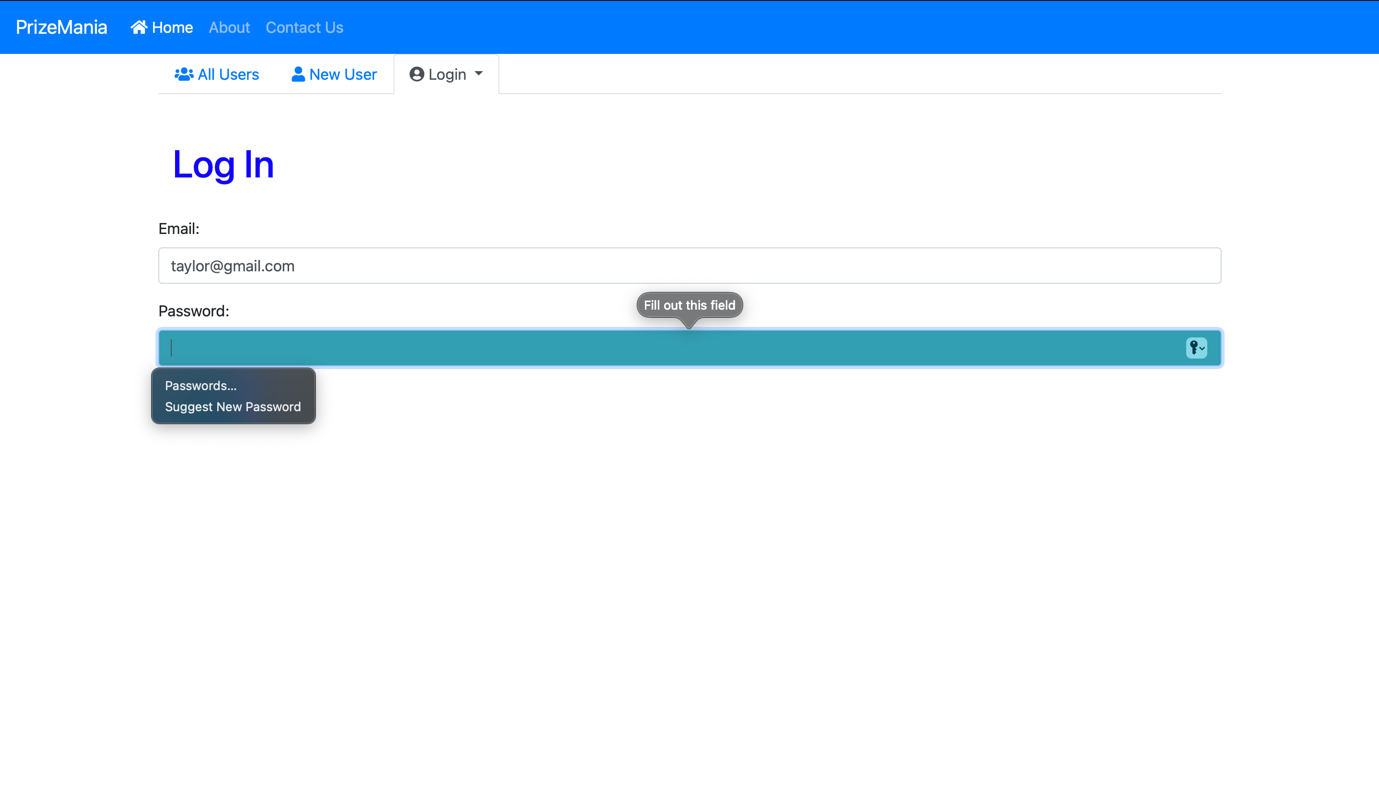 PrizeMania Home About Contact Us
All Users New User Login
Log In
Email:
taylor@gmail.com
Password:
Fill out this field
Passwords...
Suggest New Password